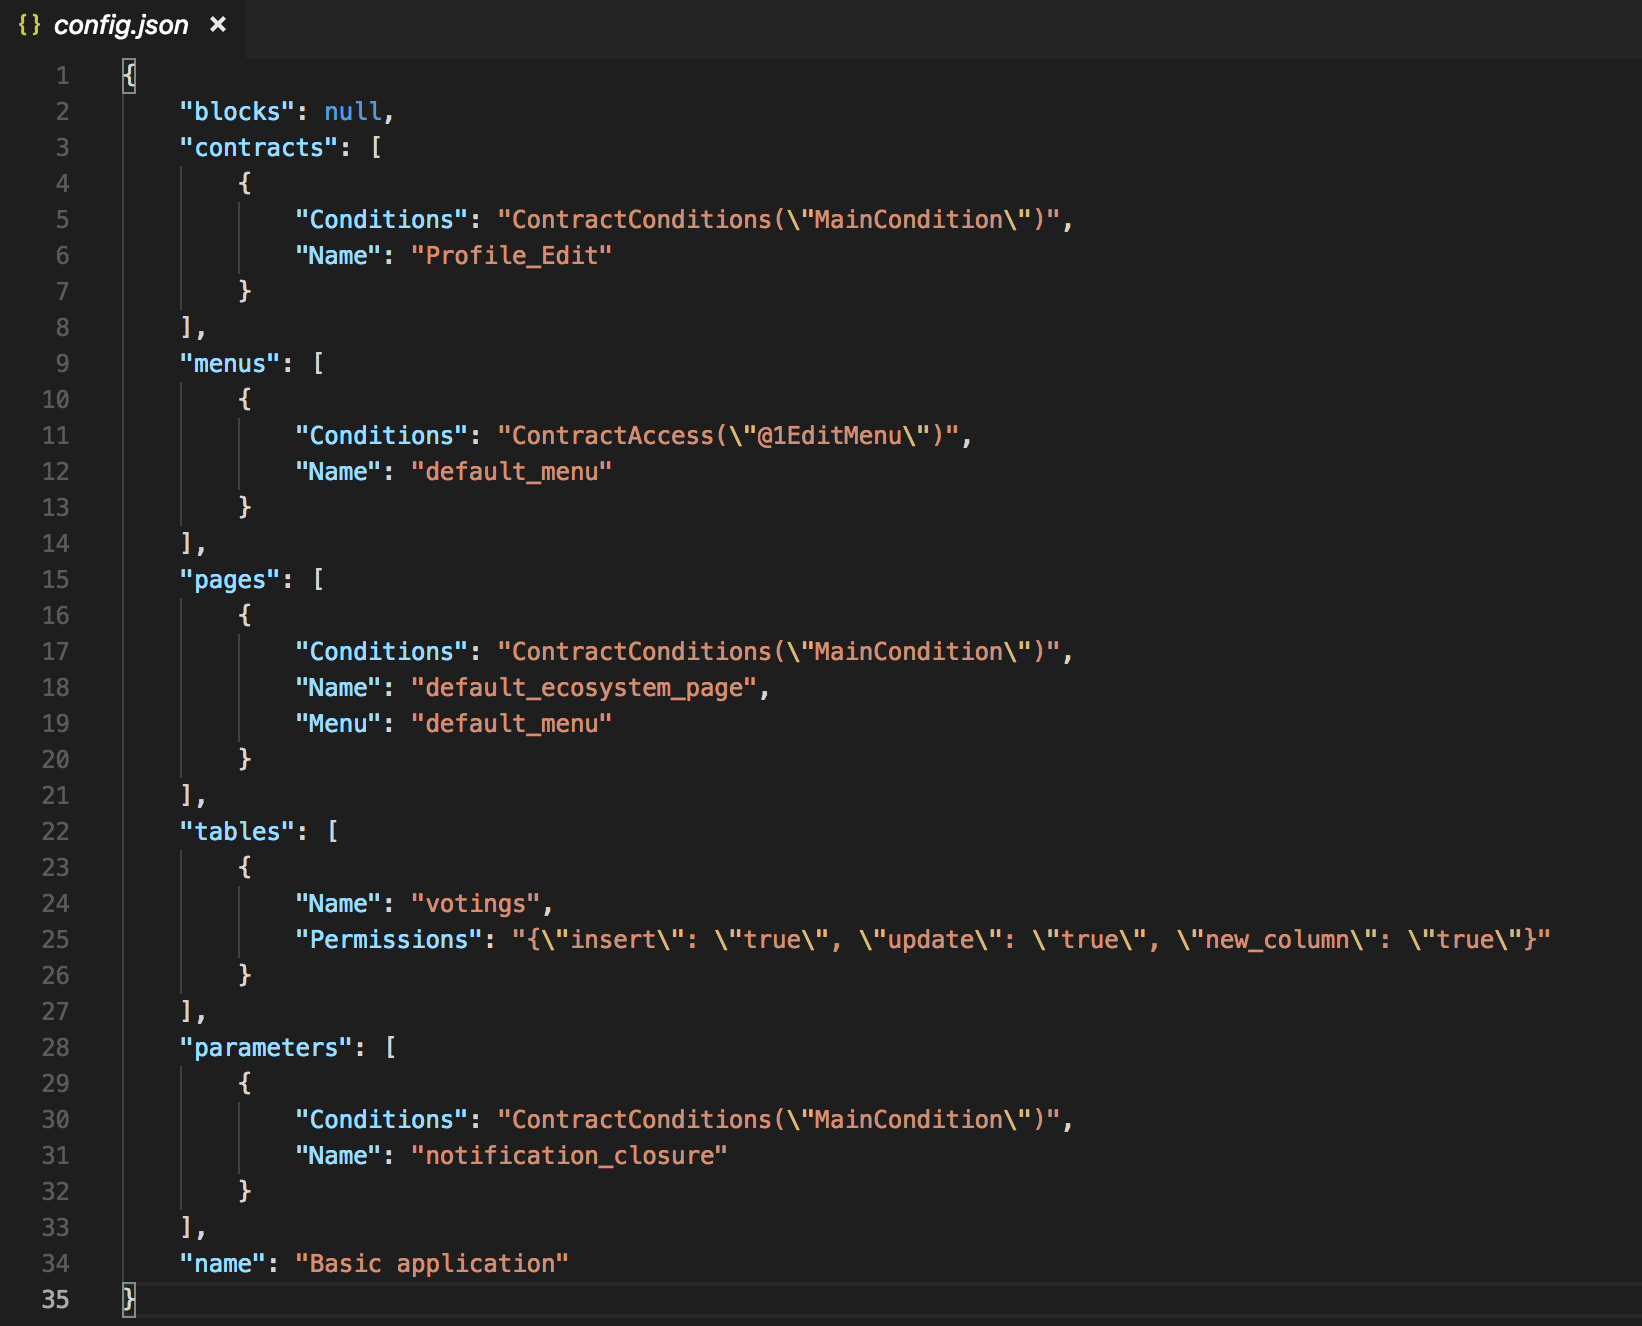 {} config.json ×
1 {
2     "blocks": null,
3     "contracts": [
4         {
5             "Conditions": "ContractConditions(\"MainCondition\")",
6             "Name": "Profile_Edit"
7         }
8     ],
9     "menus": [
10         {
11             "Conditions": "ContractAccess(\"@1EditMenu\")",
12             "Name": "default_menu"
13         }
14     ],
15     "pages": [
16         {
17             "Conditions": "ContractConditions(\"MainCondition\")",
18             "Name": "default_ecosystem_page",
19             "Menu": "default_menu"
20         }
21     ],
22     "tables": [
23         {
24             "Name": "votings",
25             "Permissions": "{\"insert\": \"true\", \"update\": \"true\", \"new_column\": \"true\"}"
26         }
27     ],
28     "parameters": [
29         {
30             "Conditions": "ContractConditions(\"MainCondition\")",
31             "Name": "notification_closure"
32         }
33     ],
34     "name": "Basic application"
35 }